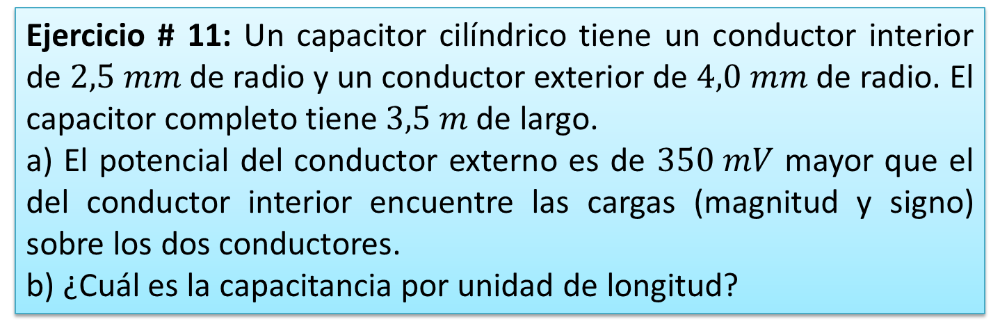 Ejercicio # 11: Un capacitor cilíndrico tiene un conductor interior
de 2,5 mm de radio y un conductor exterior de 4,0 mm de radio. El
capacitor completo tiene 3,5 m de largo.
a) El potencial del conductor externo es de 350 mV mayor que el
del conductor interior encuentre las cargas (magnitud y signo)
sobre los dos conductores.
b) ¿Cuál es la capacitancia por unidad de longitud?